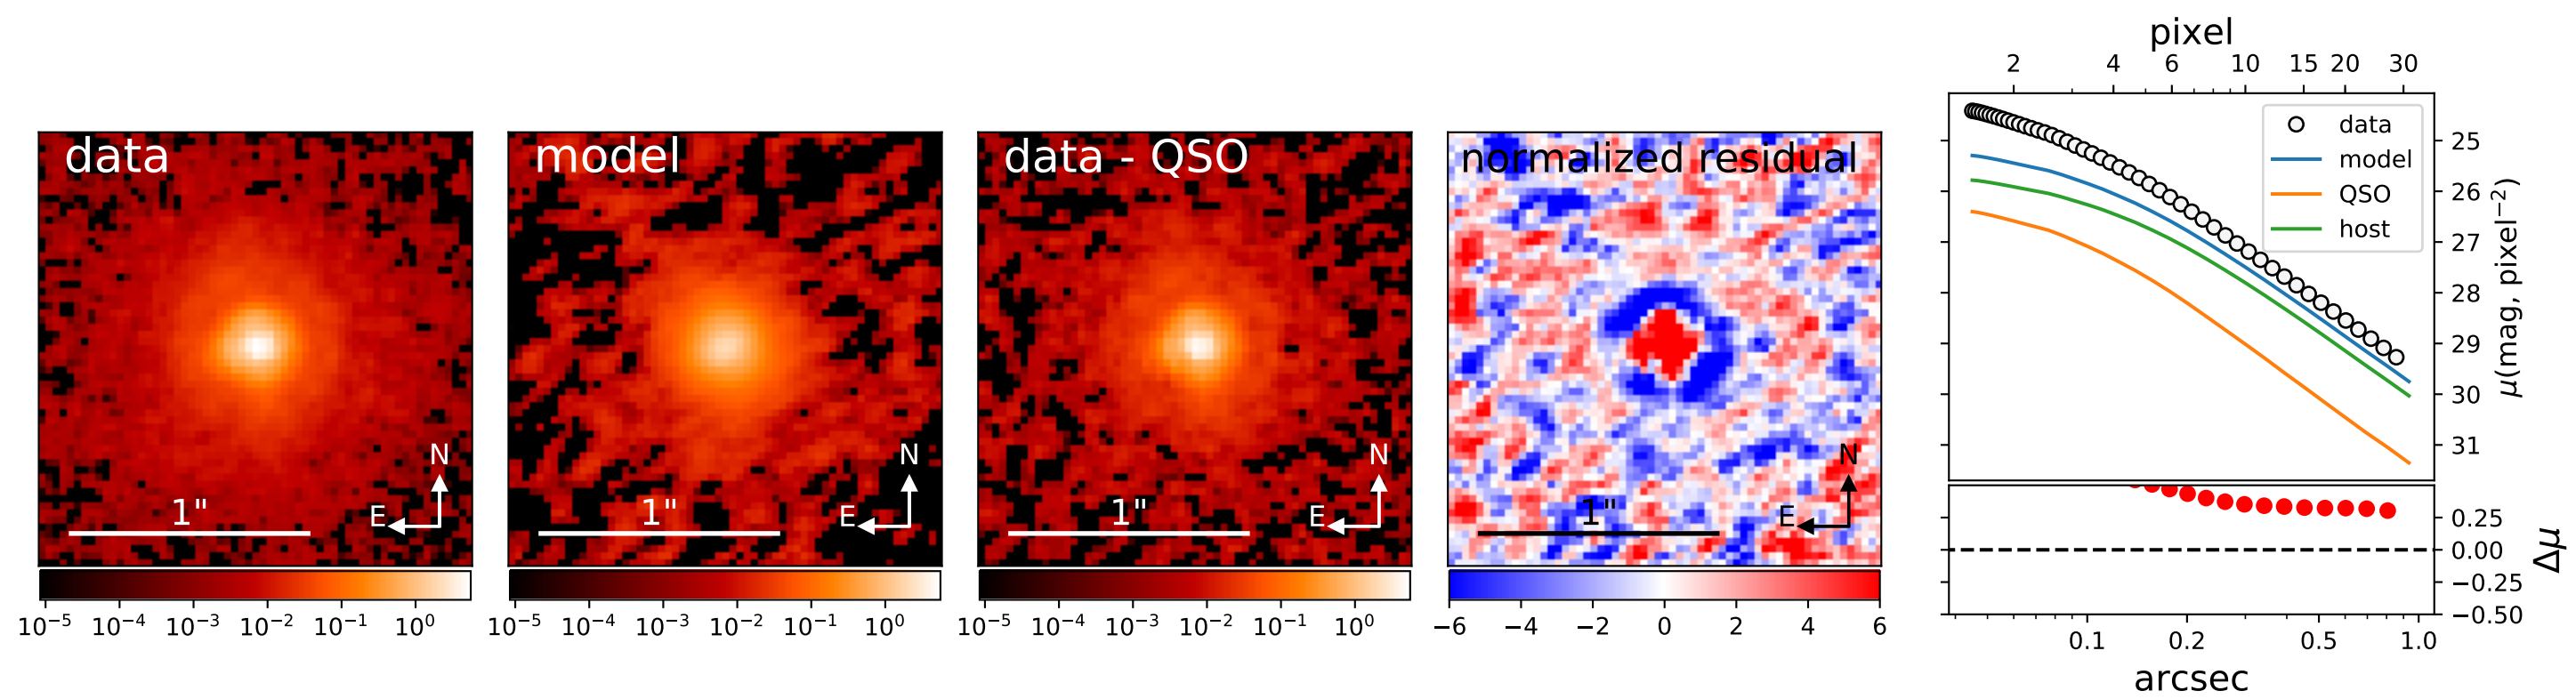 data
N
E
1"
10⁻⁵ 10⁻⁴ 10⁻³ 10⁻² 10⁻¹ 10⁰
model
N
E
1"
10⁻⁵ 10⁻⁴ 10⁻³ 10⁻² 10⁻¹ 10⁰
data - QSO
N
E
1"
10⁻⁵ 10⁻⁴ 10⁻³ 10⁻² 10⁻¹ 10⁰
normalized residual
N
E
1"
−6 −4 −2 0 2 4 6
pixel
2 4 6 10 15 20 30
data
model
QSO
host
25
26
27
28
29
30
31
μ(mag, pixel⁻²)
0.25
0.00
−0.25
−0.50
Δμ
0.1 0.2 0.5 1.0
arcsec